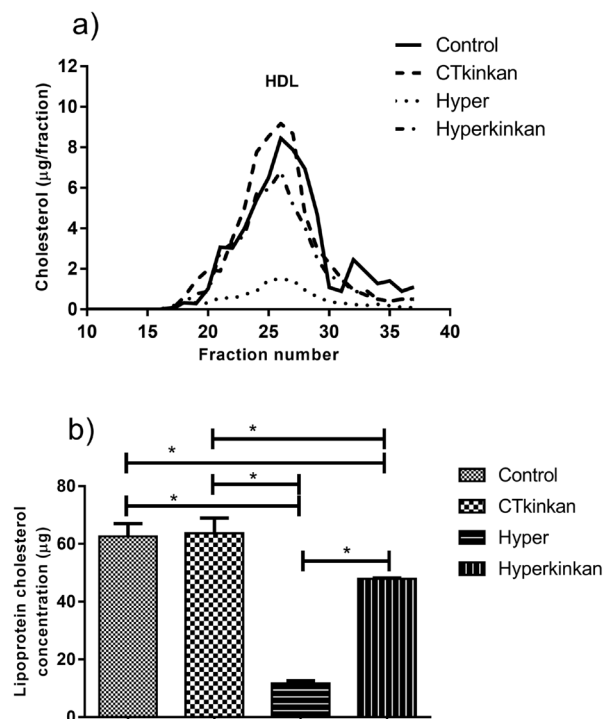 a)
Control
CTkinkan
Hyper
Hyperkinkan
HDL
Cholesterol (µg/fraction)
12
10
8
6
4
2
0
10 15 20 25 30 35 40
Fraction number
b)
*
*
*
*
*
Control
CTkinkan
Hyper
Hyperkinkan
Lipoprotein cholesterol
concentration (µg)
80
60
40
20
0